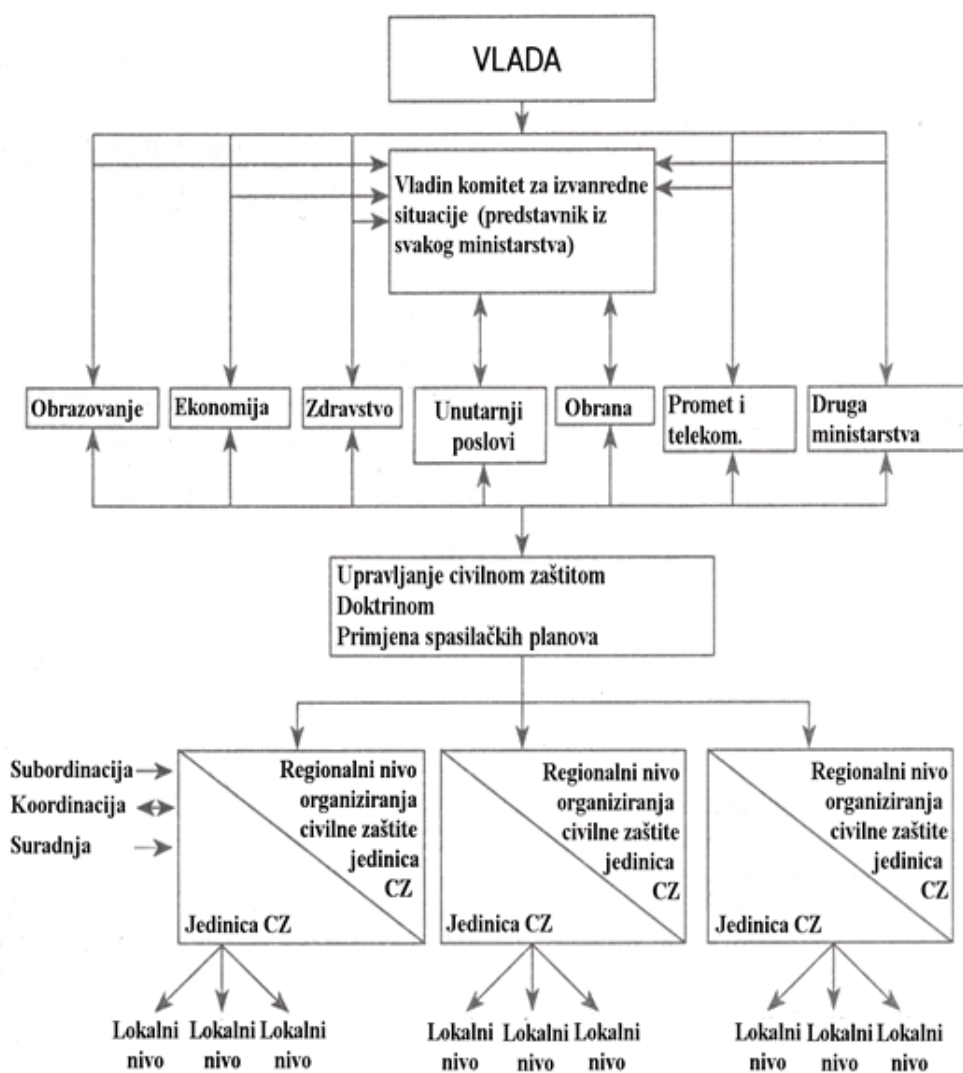 VLADA
Vladin komitet za izvanredne
situacije (predstavnik iz
svakog ministarstva)
Obrazovanje
Ekonomija
Zdravstvo
Unutarnji
poslovi
Obrana
Promet i
telekom.
Druga
ministarstva
Upravljanje civilnom zaštitom
Doktrinom
Primjena spasilačkih planova
Subordinacija
Koordinacija
Suradnja
Regionalni nivo
organiziranja
civilne zaštite
jedinica
CZ
Jedinica CZ
Regionalni nivo
organiziranja
civilne zaštite
jedinica
CZ
Jedinica CZ
Regionalni nivo
organiziranja
civilne zaštite
jedinica
CZ
Jedinica CZ
Lokalni
nivo
Lokalni
nivo
Lokalni
nivo
Lokalni
nivo
Lokalni
nivo
Lokalni
nivo
Lokalni
nivo
Lokalni
nivo
Lokalni
nivo